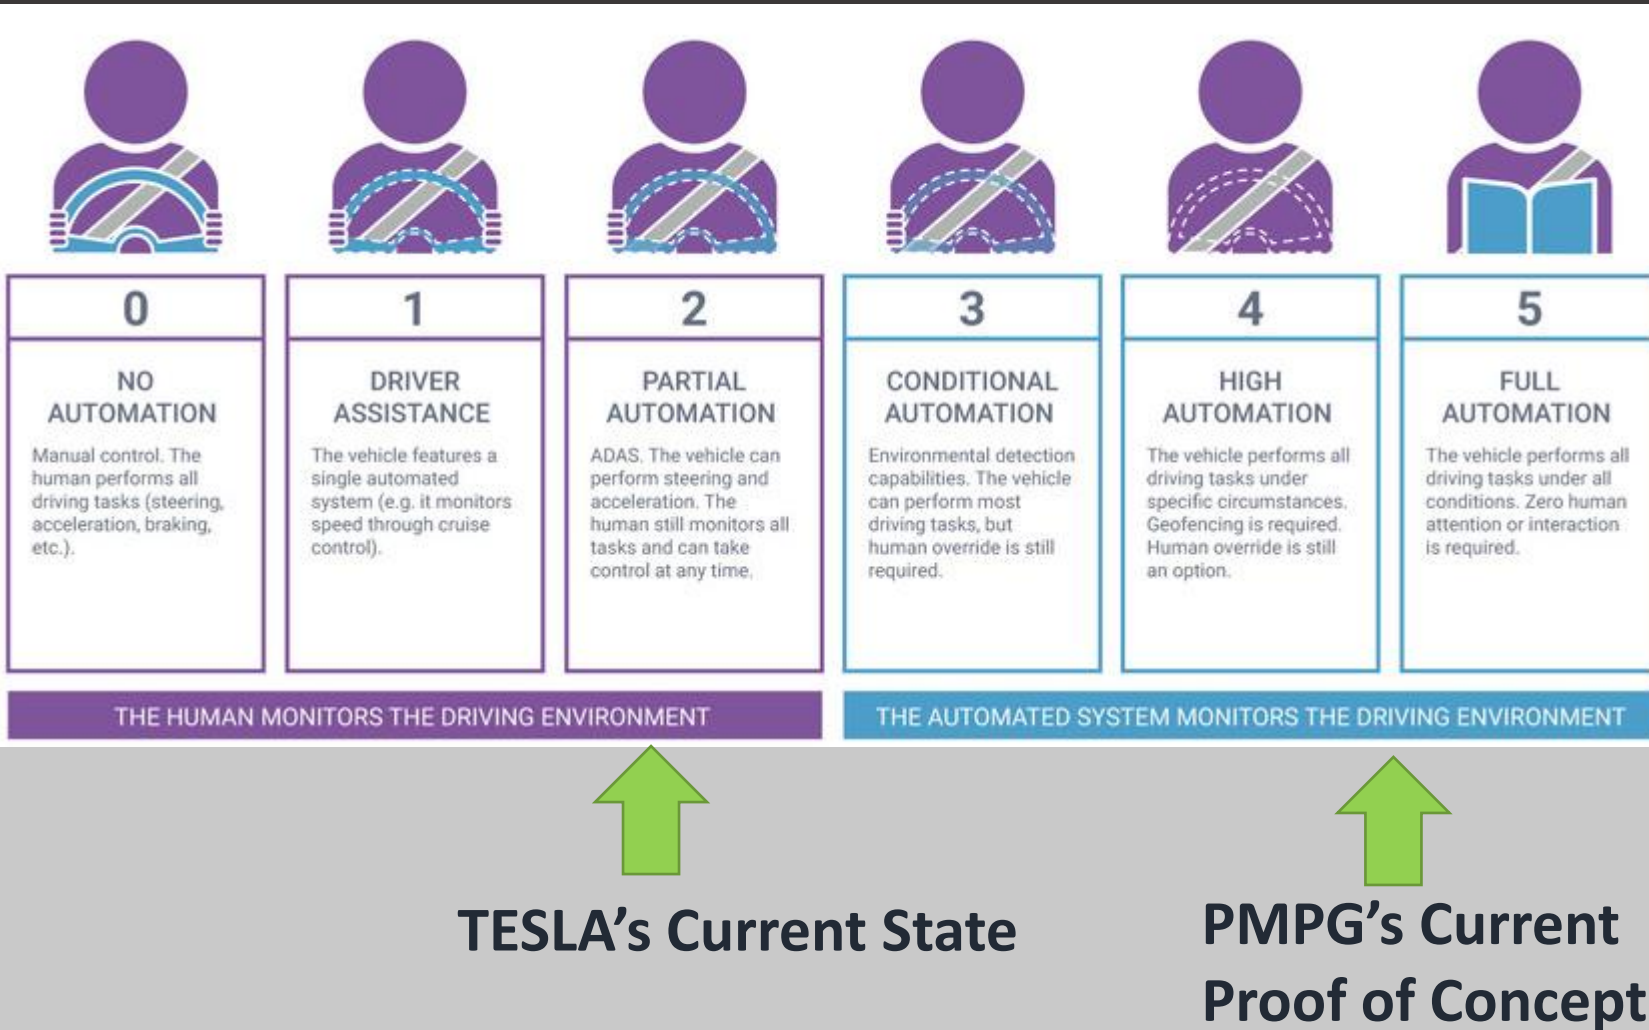 0
NO
AUTOMATION
Manual control. The
human performs all
driving tasks (steering,
acceleration, braking,
etc.).
1
DRIVER
ASSISTANCE
The vehicle features a
single automated
system (e.g. it monitors
speed through cruise
control).
2
PARTIAL
AUTOMATION
ADAS. The vehicle can
perform steering and
acceleration. The
human still monitors all
tasks and can take
control at any time.
3
CONDITIONAL
AUTOMATION
Environmental detection
capabilities. The vehicle
can perform most
driving tasks, but
human override is still
required.
4
HIGH
AUTOMATION
The vehicle performs all
driving tasks under
specific circumstances.
Geofencing is required.
Human override is still
an option.
5
FULL
AUTOMATION
The vehicle performs all
driving tasks under all
conditions. Zero human
attention or interaction
is required.
THE HUMAN MONITORS THE DRIVING ENVIRONMENT
THE AUTOMATED SYSTEM MONITORS THE DRIVING ENVIRONMENT
TESLA’s Current State
PMPG’s Current
Proof of Concept